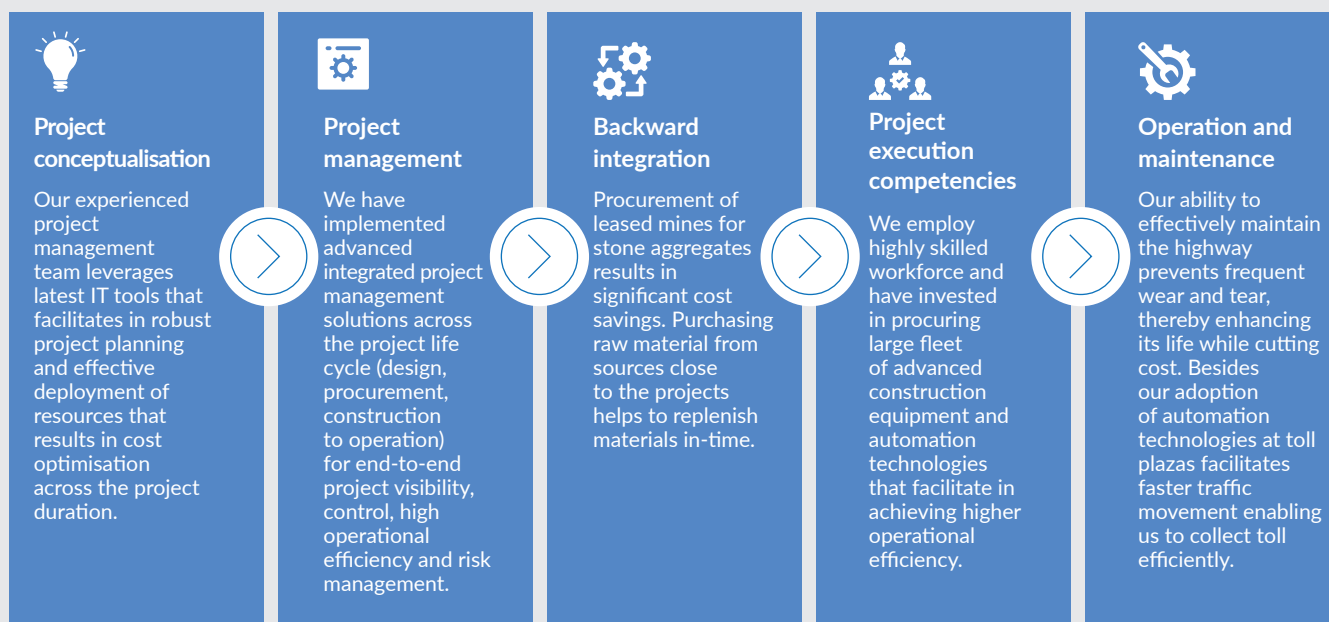 Project
conceptualisation
Our experienced
project
management
team leverages
latest IT tools that
facilitates in robust
project planning
and effective
deployment of
resources that
results in cost
optimisation
across the project
duration.
Project
management
We have
implemented
advanced
integrated project
management
solutions across
the project life
cycle (design,
procurement,
construction
to operation)
for end-to-end
project visibility,
control, high
operational
efficiency and risk
management.
Backward
integration
Procurement of
leased mines for
stone aggregates
results in
significant cost
savings. Purchasing
raw material from
sources close
to the projects
helps to replenish
materials in-time.
Project
execution
competencies
We employ
highly skilled
workforce and
have invested
in procuring
large fleet
of advanced
construction
equipment and
automation
technologies
that facilitate in
achieving higher
operational
efficiency.
Operation and
maintenance
Our ability to
effectively maintain
the highway
prevents frequent
wear and tear,
thereby enhancing
its life while cutting
cost. Besides
our adoption
of automation
technologies at toll
plazas facilitates
faster traffic
movement enabling
us to collect toll
efficiently.